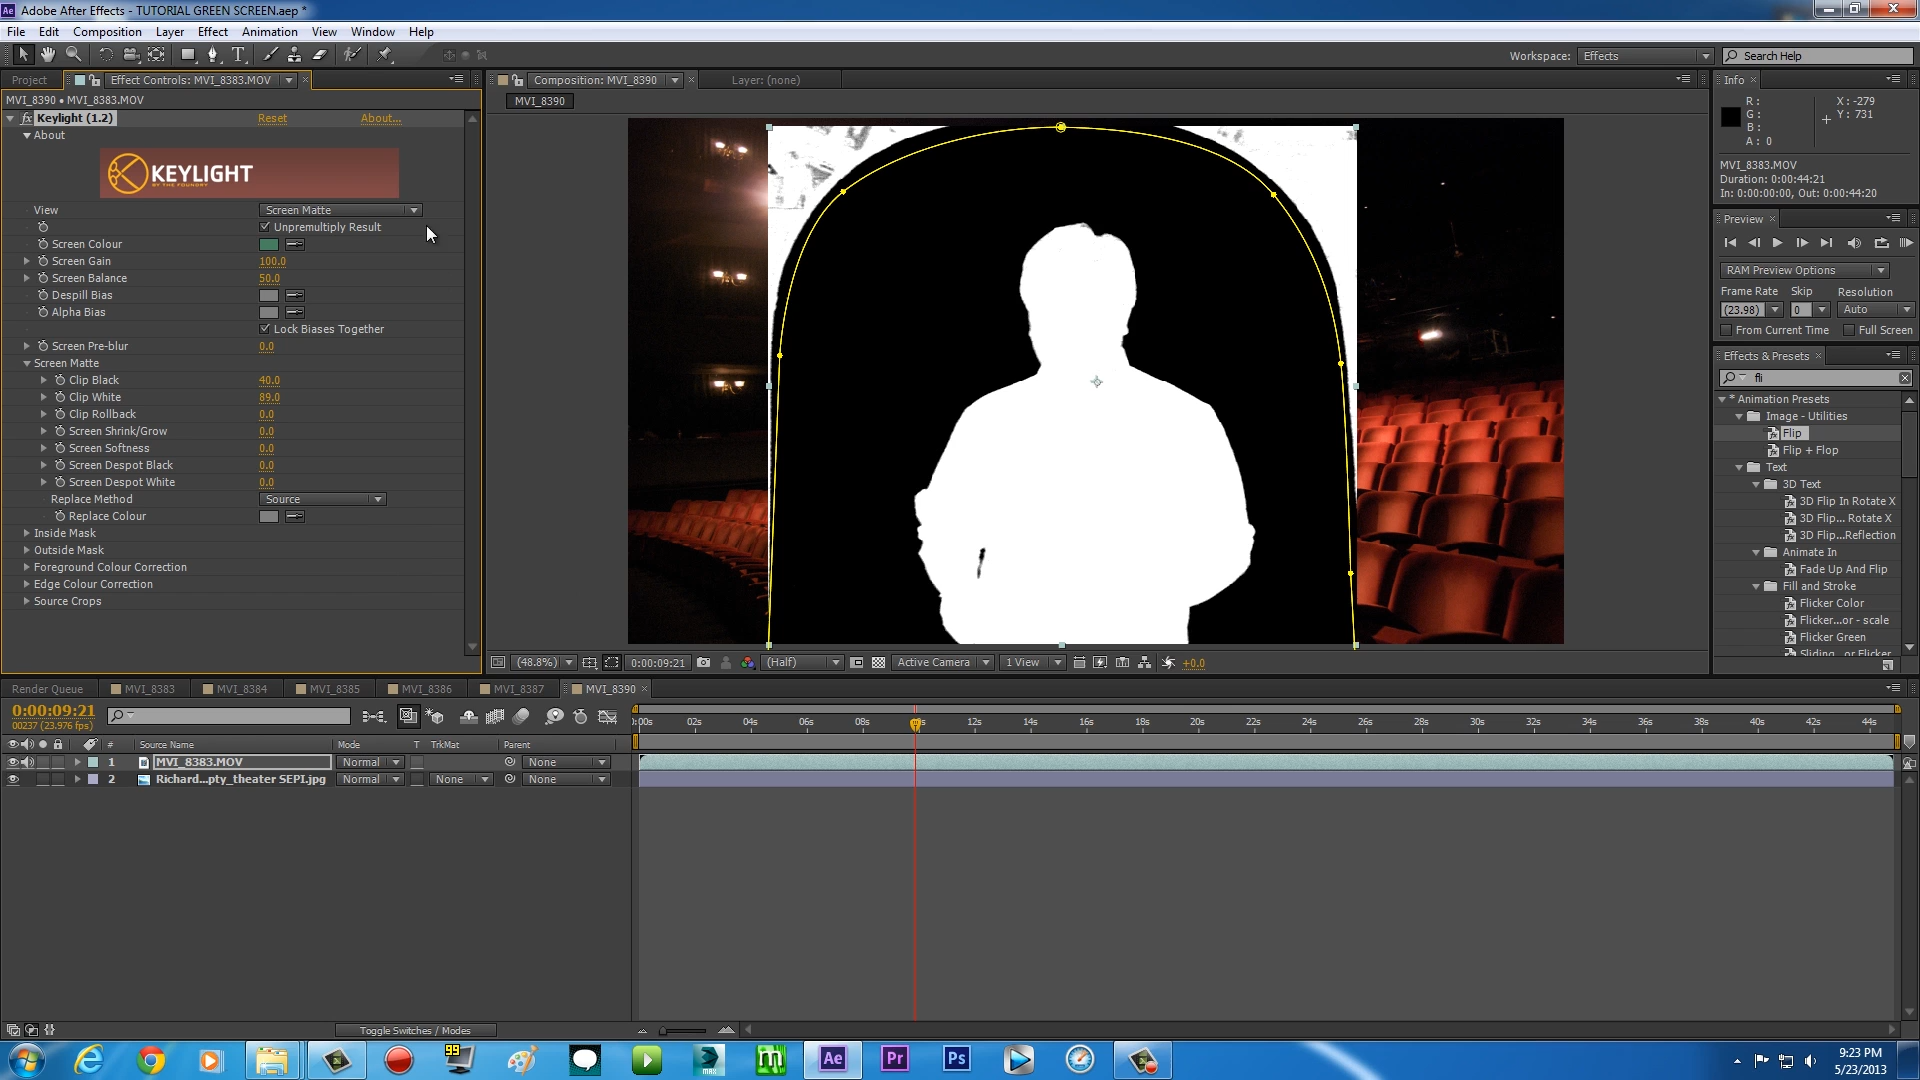 Adobe After Effects - TUTORIAL GREEN SCREEN.aep *
File Edit Composition Layer Effect Animation View Window Help
Workspace: Effects Search Help
Project Effect Controls: MVI_8383.MOV
MVI_8390 • MVI_8383.MOV
fx Keylight (1.2) Reset About...
About
KEYLIGHT
BY THE FOUNDRY
View Screen Matte
Unpremultiply Result
Screen Colour
Screen Gain 100.0
Screen Balance 50.0
Despill Bias
Alpha Bias
Lock Biases Together
Screen Pre-blur 0.0
Screen Matte
Clip Black 40.0
Clip White 89.0
Clip Rollback 0.0
Screen Shrink/Grow 0.0
Screen Softness 0.0
Screen Despot Black 0.0
Screen Despot White 0.0
Replace Method Source
Replace Colour
Inside Mask
Outside Mask
Foreground Colour Correction
Edge Colour Correction
Source Crops
Composition: MVI_8390 Layer: (none)
MVI_8390
(48.8%) 0:00:09:21 (Half) Active Camera 1 View +0.0
Info
R :
G :
B :
A : 0
X : -279
Y : 731
MVI_8383.MOV
Duration: 0:00:44:21
In: 0:00:00:00, Out: 0:00:44:20
Preview
RAM Preview Options
Frame Rate Skip Resolution
(23.98) 0 Auto
From Current Time Full Screen
Effects & Presets
fli
* Animation Presets
Image - Utilities
Flip
Flip + Flop
Text
3D Text
3D Flip In Rotate X
3D Flip... Rotate X
3D Flip...Reflection
Animate In
Fade Up And Flip
Fill and Stroke
Flicker Color
Flicker...or - scale
Flicker Green
Sliding...or Flicker
Render Queue MVI_8383 MVI_8384 MVI_8385 MVI_8386 MVI_8387 MVI_8390
0:00:09:21
00237 (23.976 fps)
:00s 02s 04s 06s 08s 12s 14s 16s 18s 20s 22s 24s 26s 28s 30s 32s 34s 36s 38s 40s 42s 44s
# Source Name Mode T TrkMat Parent
1 MVI_8383.MOV Normal None
2 Richard...pty_theater SEPI.jpg Normal None None
Toggle Switches / Modes
99
MAX
Ae Pr Ps
9:23 PM
5/23/2013